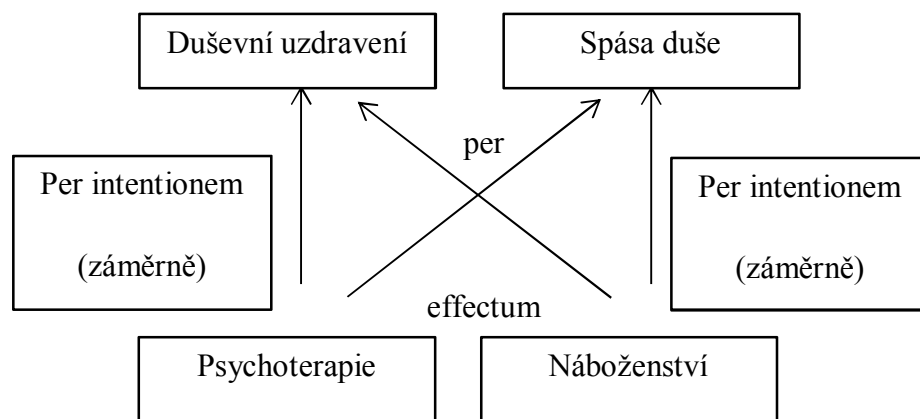 Duševní uzdravení
Spása duše
per
Per intentionem
(záměrně)
Per intentionem
(záměrně)
effectum
Psychoterapie
Náboženství